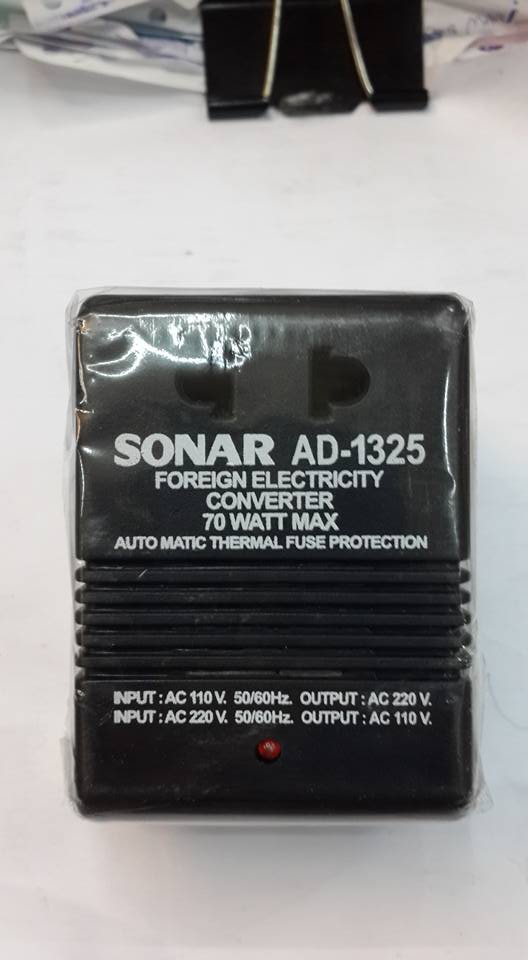 SONAR AD-1325
FOREIGN ELECTRICITY
CONVERTER
70 WATT MAX
AUTO MATIC THERMAL FUSE PROTECTION
INPUT : AC 110 V. 50/60Hz. OUTPUT : AC 220 V.
INPUT : AC 220 V. 50/60Hz. OUTPUT : AC 110 V.